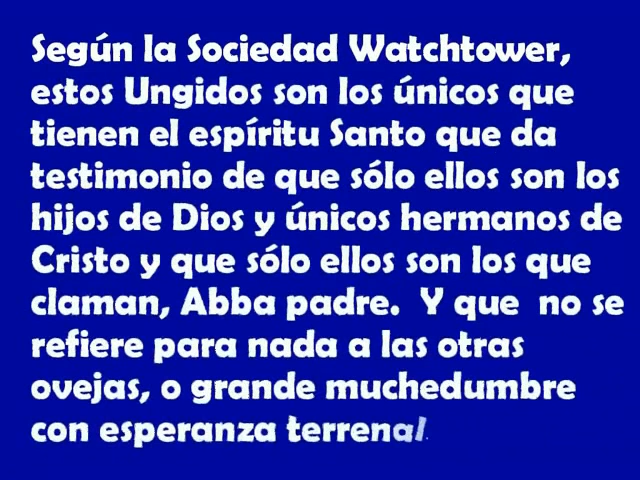 Según la Sociedad Watchtower,
estos Ungidos son los únicos que
tienen el espíritu Santo que da
testimonio de que sólo ellos son los
hijos de Dios y únicos hermanos de
Cristo y que sólo ellos son los que
claman, Abba padre.  Y que  no se
refiere para nada a las otras
ovejas, o grande muchedumbre
con esperanza terrenal.